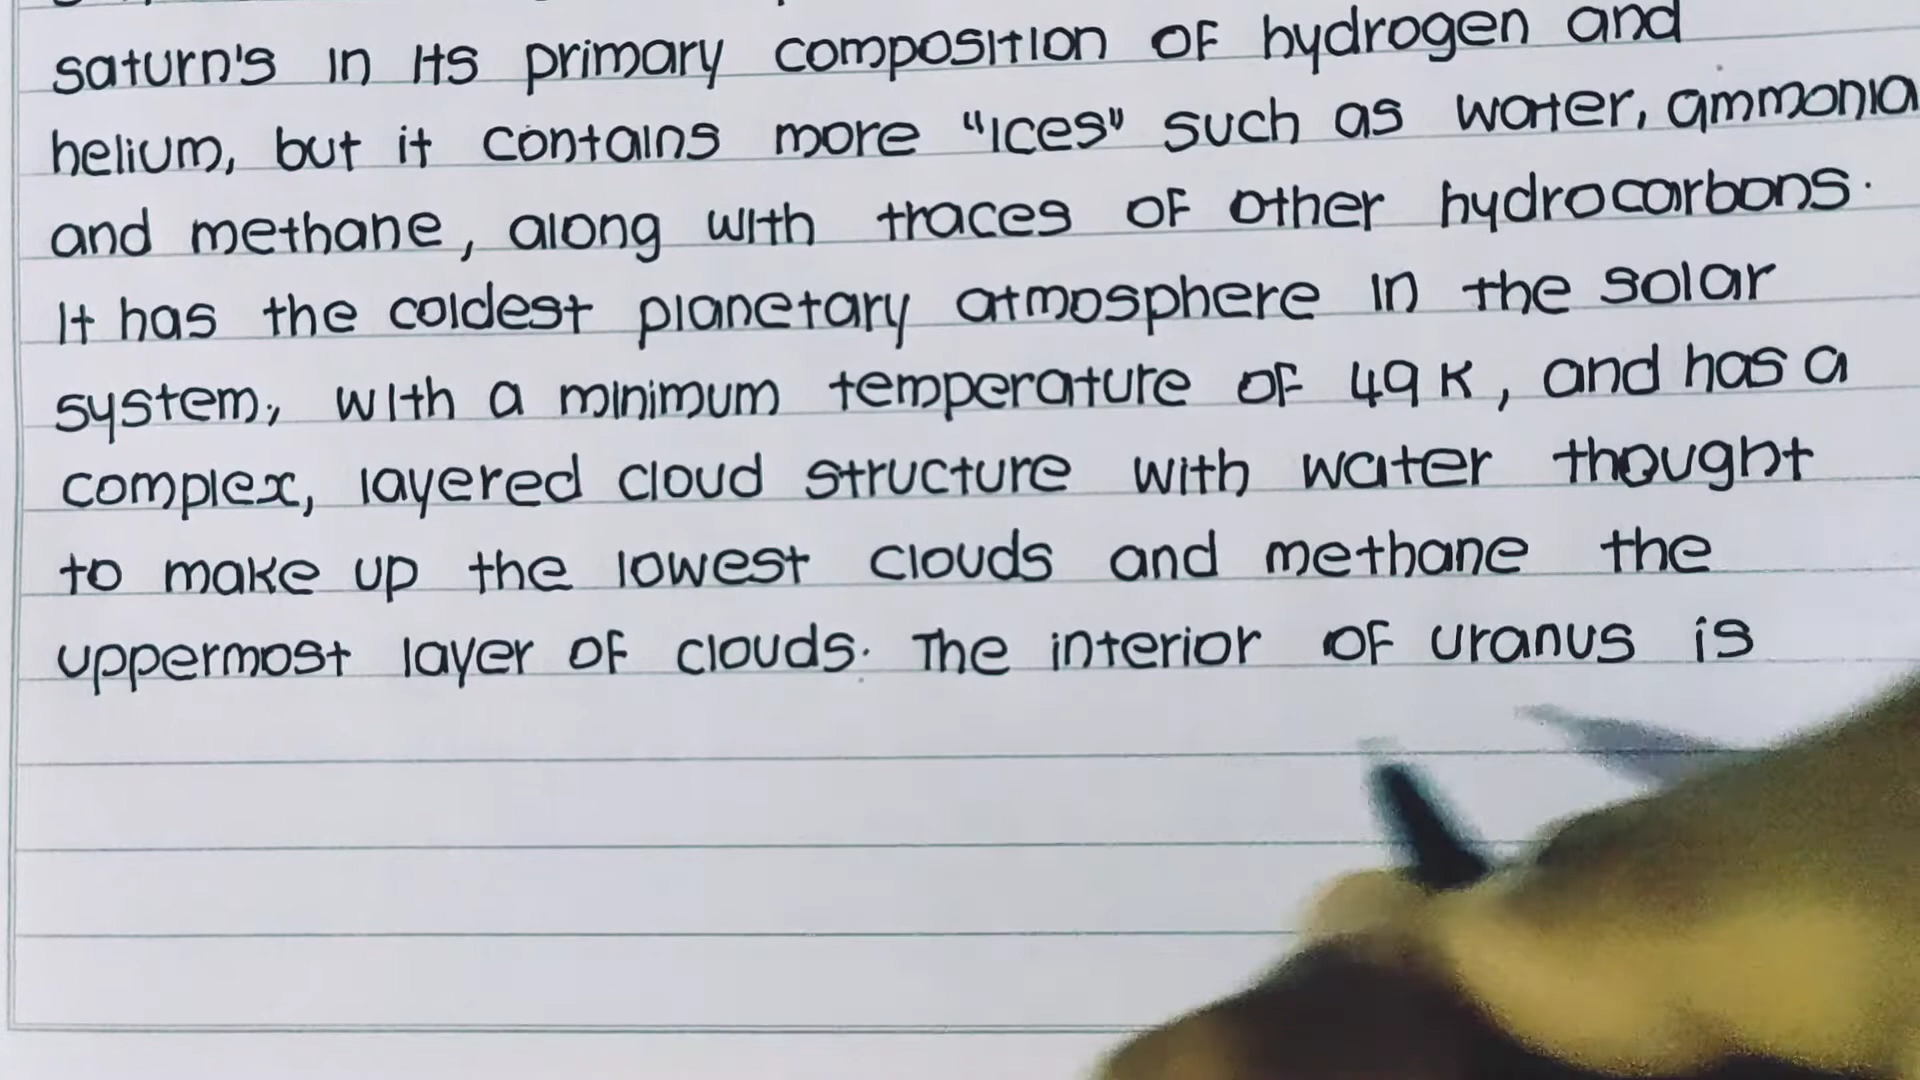 saturn's in its primary composition of hydrogen and
helium, but it contains more "ices" such as water, ammonia
and methane, along with traces of other hydrocarbons.
It has the coldest planetary atmosphere in the solar
system, with a minimum temperature of 49 K, and has a
complex, layered cloud structure with water thought
to make up the lowest clouds and methane the
uppermost layer of clouds. The interior of uranus is